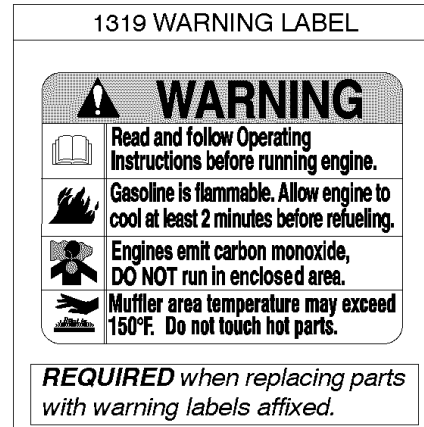 1319 WARNING LABEL
WARNING
Read and follow Operating
Instructions before running engine.
Gasoline is flammable. Allow engine to
cool at least 2 minutes before refueling.
Engines emit carbon monoxide,
DO NOT run in enclosed area.
Muffler area temperature may exceed
150°F. Do not touch hot parts.
REQUIRED when replacing parts
with warning labels affixed.